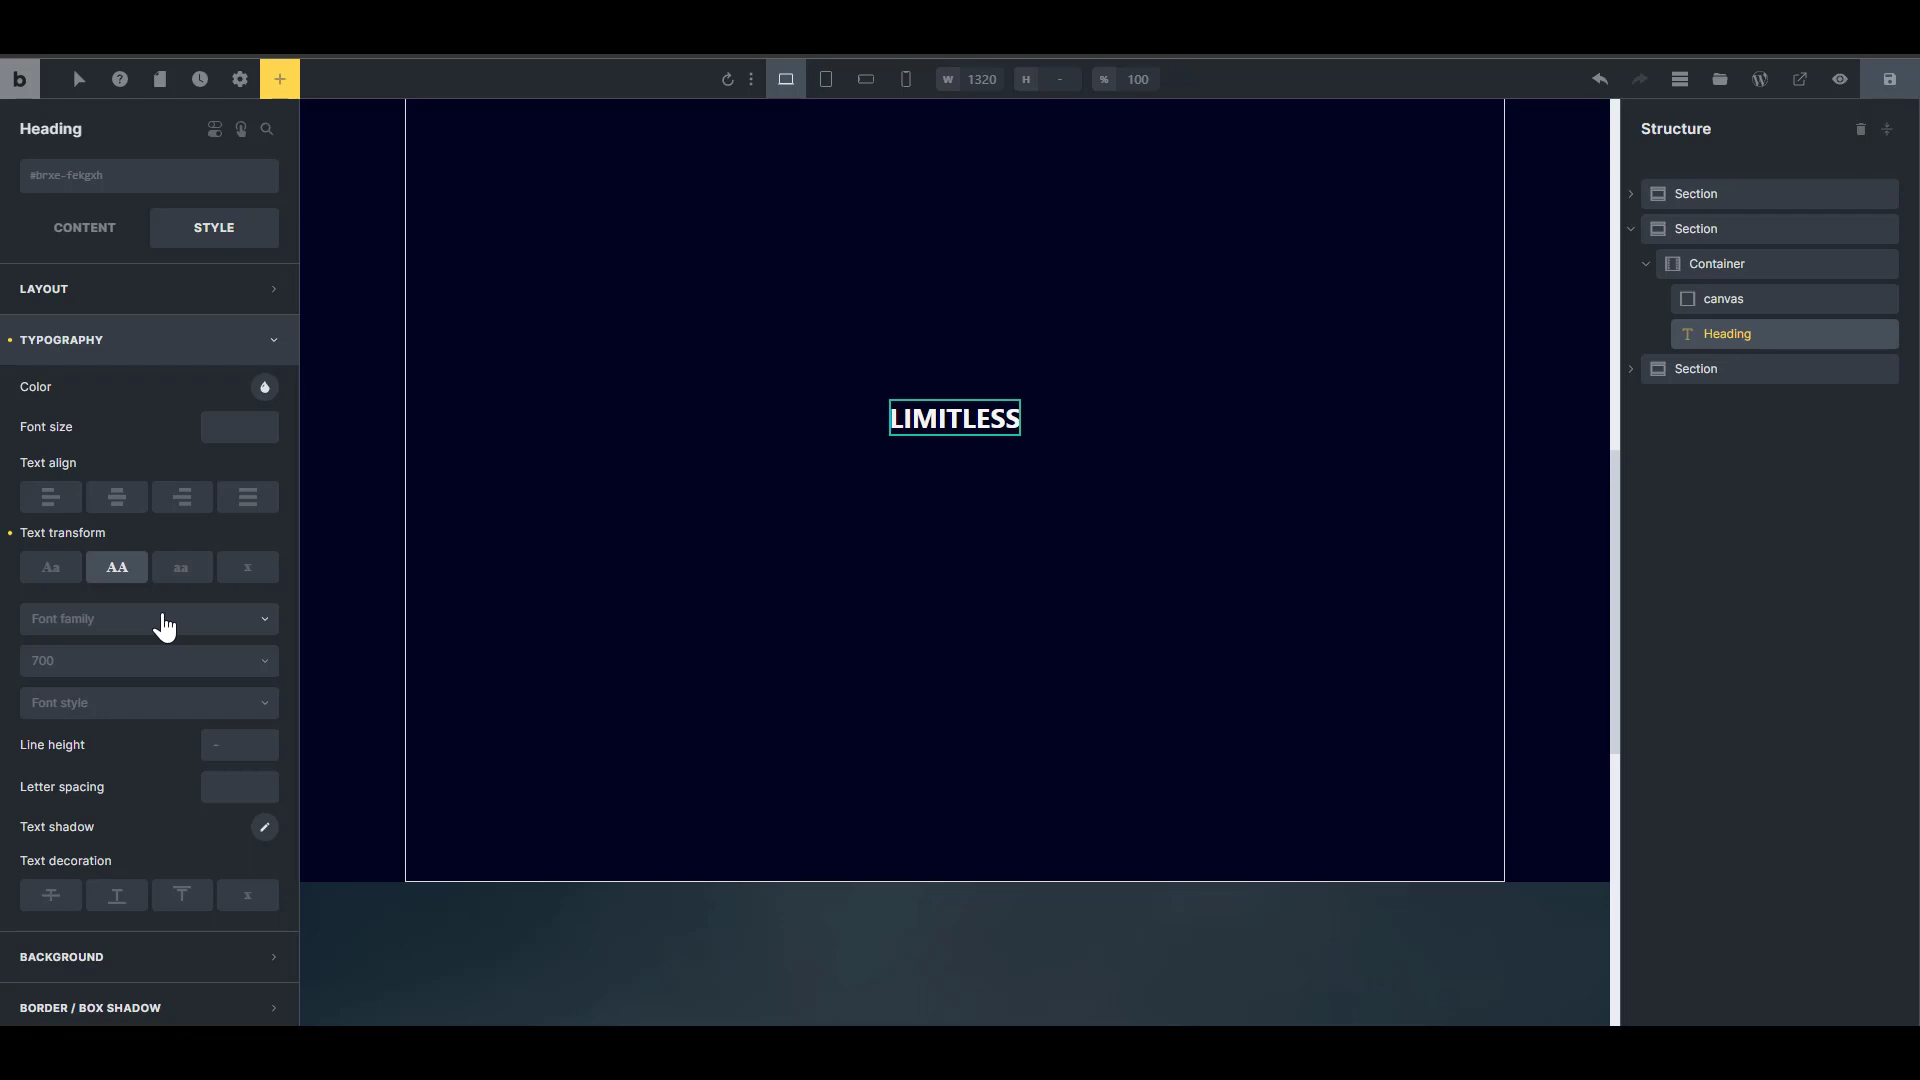 b
?
+
W 1320
H -
% 100
Heading
#brxe-fekgxh
CONTENT
STYLE
LAYOUT
TYPOGRAPHY
Color
Font size
Text align
Text transform
Aa
AA
aa
x
Font family
700
Font style
Line height
-
Letter spacing
Text shadow
Text decoration
x
BACKGROUND
BORDER / BOX SHADOW
LIMITLESS
Structure
Section
Section
Container
canvas
T Heading
Section